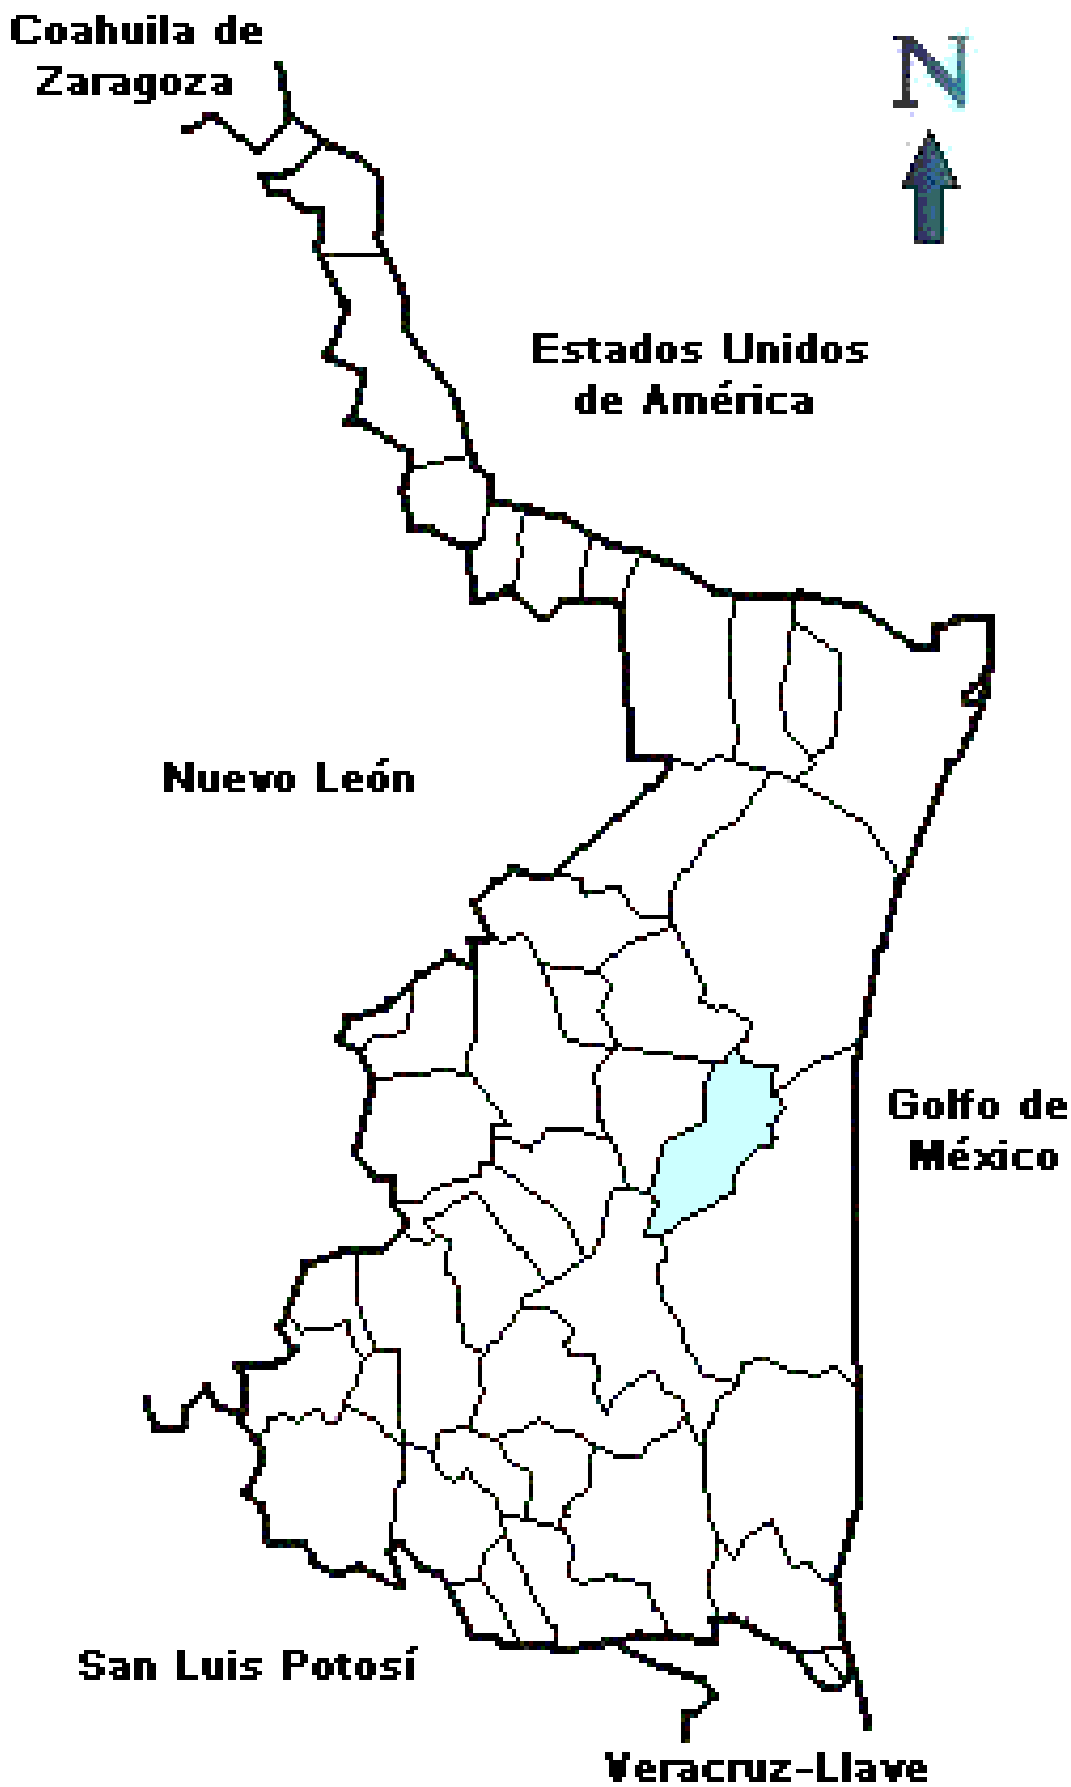 Coahuila de
Zaragoza
N
Estados Unidos
de América
Nuevo León
Golfo de
México
San Luis Potosí
Veracruz-Llave